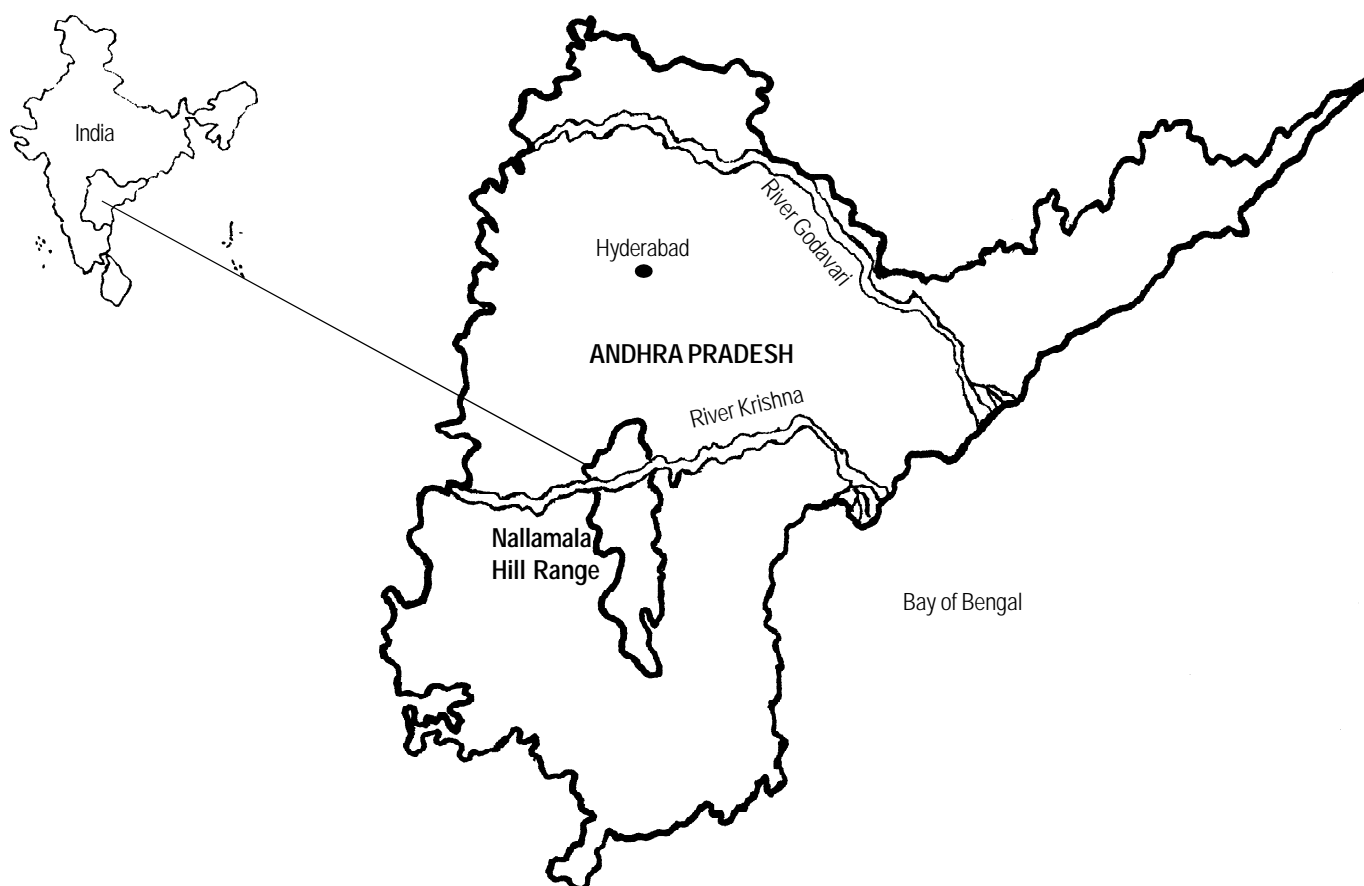 India
River Godavari
Hyderabad
ANDHRA PRADESH
River Krishna
Nallamala
Hill Range
Bay of Bengal